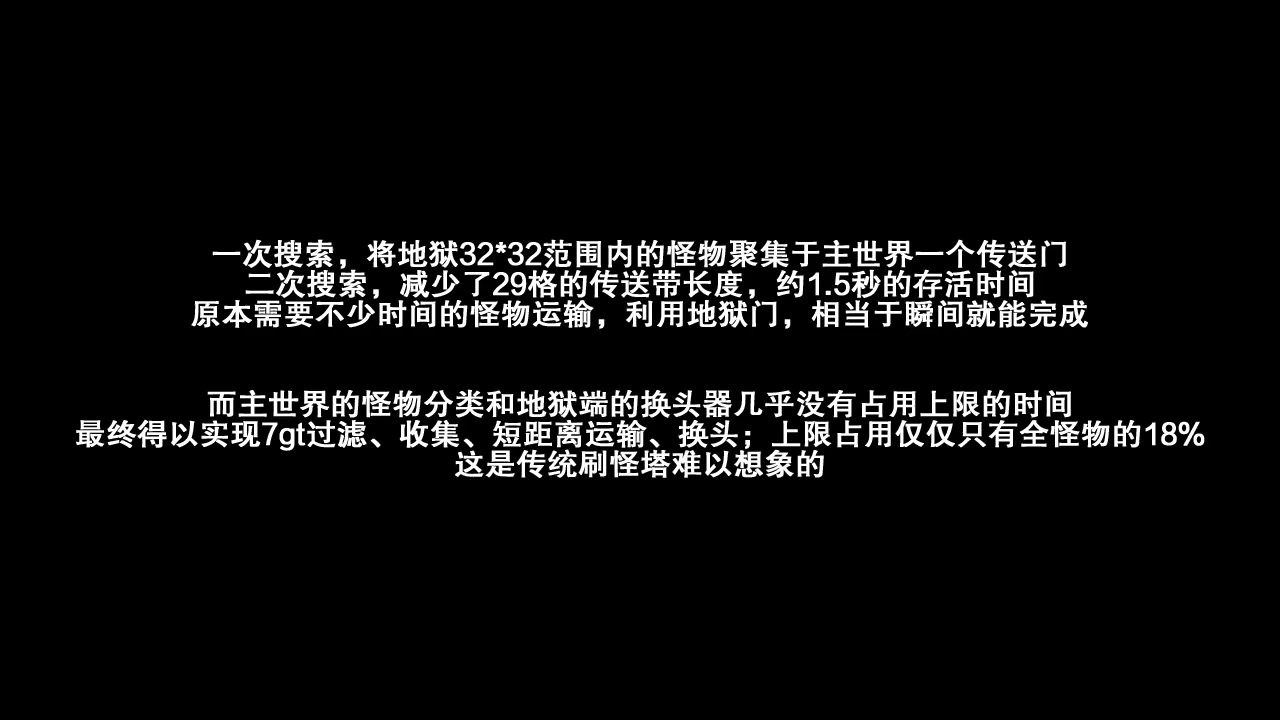 一次搜索，将地狱32*32范围内的怪物聚集于主世界一个传送门
二次搜索，减少了29格的传送带长度，约1.5秒的存活时间
原本需要不少时间的怪物运输，利用地狱门，相当于瞬间就能完成
而主世界的怪物分类和地狱端的换头器几乎没有占用上限的时间
最终得以实现7gt过滤、收集、短距离运输、换头；上限占用仅仅只有全怪物的18%
这是传统刷怪塔难以想象的